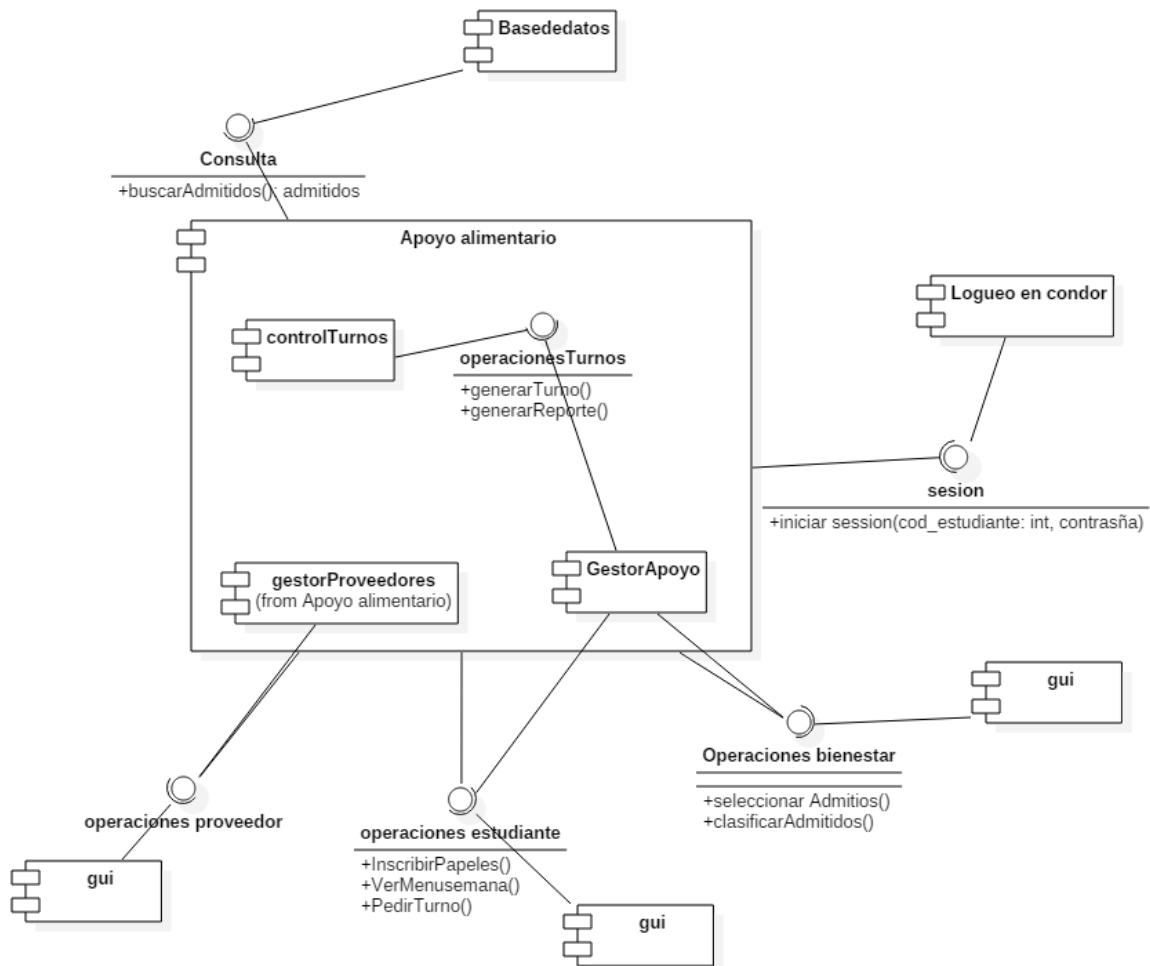 Basededatos
Consulta
+buscarAdmitidos(): admitidos
Apoyo alimentario
Logueo en condor
controlTurnos
operacionesTurnos
+generarTurno()
+generarReporte()
sesion
+iniciar session(cod_estudiante: int, contrasña)
gestorProveedores
(from Apoyo alimentario)
GestorApoyo
gui
Operaciones bienestar
+seleccionar Admitios()
+clasificarAdmitidos()
operaciones proveedor
operaciones estudiante
+InscribirPapeles()
+VerMenusemana()
+PedirTurno()
gui
gui